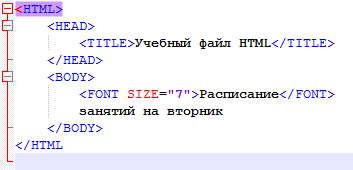 <HTML>
<HEAD>
<TITLE>Учебный файл HTML</TITLE>
</HEAD>
<BODY>
<FONT SIZE="7">Расписание</FONT>
занятий на вторник
</BODY>
</HTML